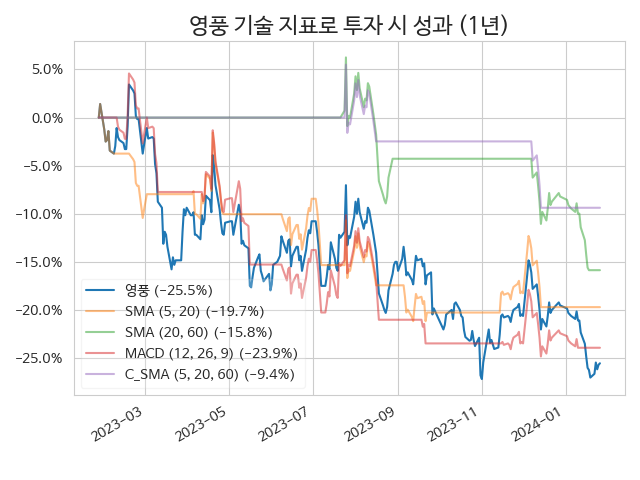 영풍 기술 지표로 투자 시 성과 (1년)
5.0%
0.0%
−5.0%
−10.0%
−15.0%
−20.0%
−25.0%
영풍 (−25.5%)
SMA (5, 20) (−19.7%)
SMA (20, 60) (−15.8%)
MACD (12, 26, 9) (−23.9%)
C_SMA (5, 20, 60) (−9.4%)
2023−03
2023−05
2023−07
2023−09
2023−11
2024−01